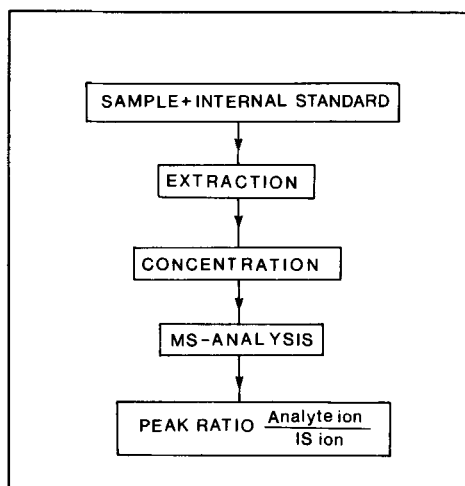 SAMPLE+INTERNAL STANDARD
EXTRACTION
CONCENTRATION
MS-ANALYSIS
PEAK RATIO Analyte ion
IS ion